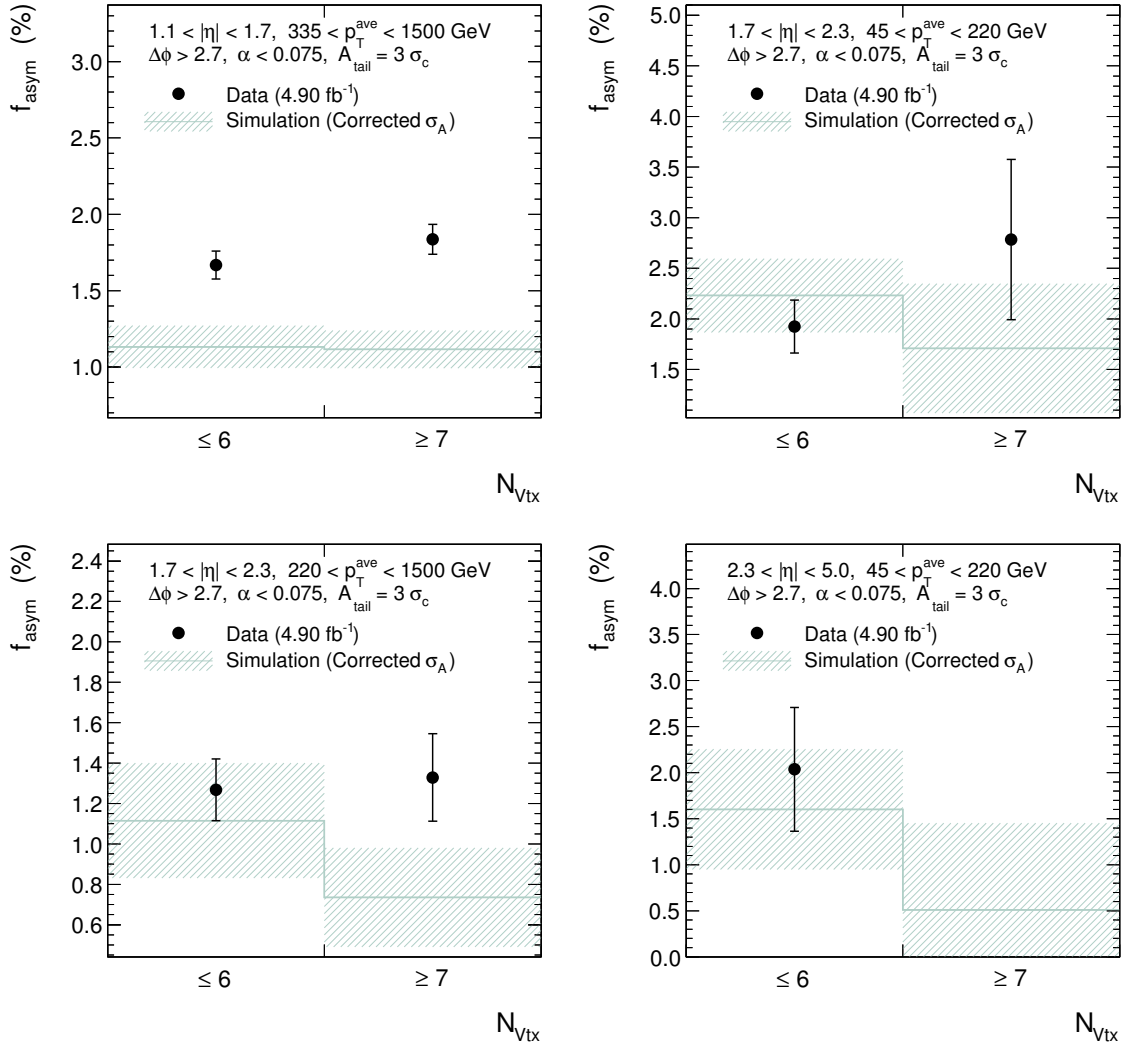 f_asym (%)
1.1 < |η| < 1.7, 335 < p_T^ave < 1500 GeV
Δϕ > 2.7, α < 0.075, A_tail = 3 σ_c
Data (4.90 fb⁻¹)
Simulation (Corrected σ_A)
3.0
2.5
2.0
1.5
1.0
≤ 6
≥ 7
N_Vtx
f_asym (%)
1.7 < |η| < 2.3, 45 < p_T^ave < 220 GeV
Δϕ > 2.7, α < 0.075, A_tail = 3 σ_c
Data (4.90 fb⁻¹)
Simulation (Corrected σ_A)
5.0
4.5
4.0
3.5
3.0
2.5
2.0
1.5
≤ 6
≥ 7
N_Vtx
f_asym (%)
1.7 < |η| < 2.3, 220 < p_T^ave < 1500 GeV
Δϕ > 2.7, α < 0.075, A_tail = 3 σ_c
Data (4.90 fb⁻¹)
Simulation (Corrected σ_A)
2.4
2.2
2.0
1.8
1.6
1.4
1.2
1.0
0.8
0.6
≤ 6
≥ 7
N_Vtx
f_asym (%)
2.3 < |η| < 5.0, 45 < p_T^ave < 220 GeV
Δϕ > 2.7, α < 0.075, A_tail = 3 σ_c
Data (4.90 fb⁻¹)
Simulation (Corrected σ_A)
4.0
3.5
3.0
2.5
2.0
1.5
1.0
0.5
0.0
≤ 6
≥ 7
N_Vtx